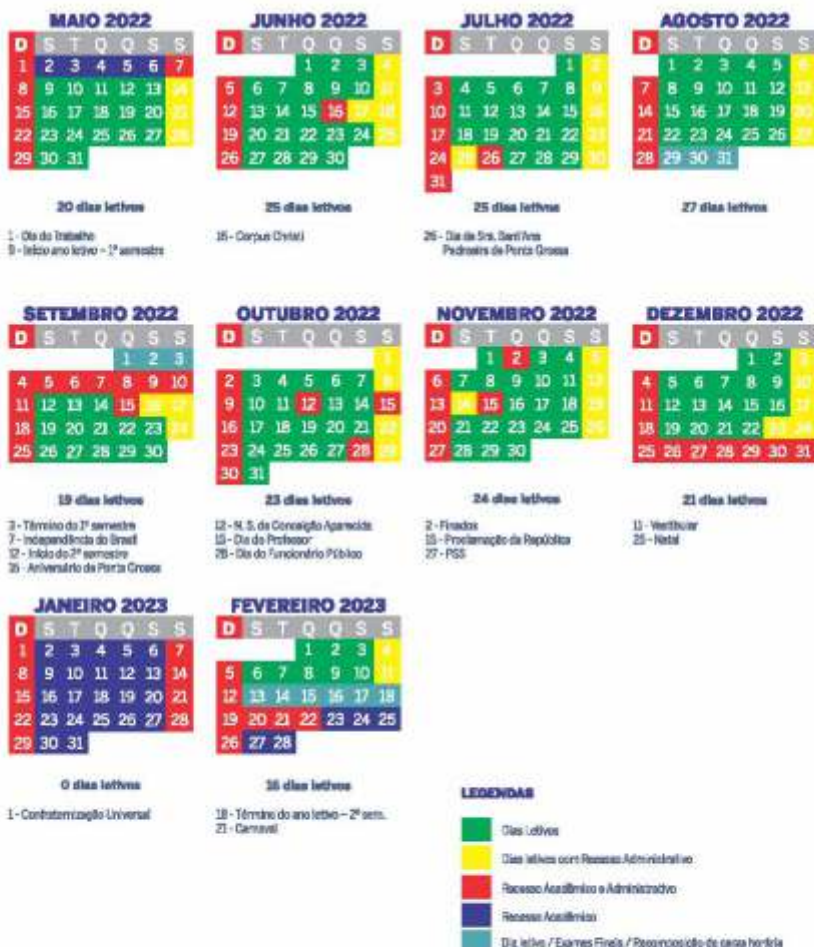 MAIO 2022
D S T Q Q S S
1 2 3 4 5 6 7
8 9 10 11 12 13 14
15 16 17 18 19 20 21
22 23 24 25 26 27 28
29 30 31
20 dias letivos
1 - Dia do Trabalho
9 - Início ano letivo – 1º semestre
JUNHO 2022
D S T Q Q S S
1 2 3 4
5 6 7 8 9 10 11
12 13 14 15 16 17 18
19 20 21 22 23 24 25
26 27 28 29 30
25 dias letivos
16 - Corpus Christi
JULHO 2022
D S T Q Q S S
1 2
3 4 5 6 7 8 9
10 11 12 13 14 15 16
17 18 19 20 21 22 23
24 25 26 27 28 29 30
31
25 dias letivos
26 - Dia de Sra. Sant'Ana
Padroeira de Ponta Grossa
AGOSTO 2022
D S T Q Q S S
1 2 3 4 5 6
7 8 9 10 11 12 13
14 15 16 17 18 19 20
21 22 23 24 25 26 27
28 29 30 31
27 dias letivos
SETEMBRO 2022
D S T Q Q S S
1 2 3
4 5 6 7 8 9 10
11 12 13 14 15 16 17
18 19 20 21 22 23 24
25 26 27 28 29 30
19 dias letivos
3 - Término do 1º semestre
7 - Independência do Brasil
12 - Início do 2º semestre
15 - Aniversário de Ponta Grossa
OUTUBRO 2022
D S T Q Q S S
1
2 3 4 5 6 7 8
9 10 11 12 13 14 15
16 17 18 19 20 21 22
23 24 25 26 27 28 29
30 31
23 dias letivos
12 - N. S. da Conceição Aparecida
15 - Dia do Professor
28 - Dia do Funcionário Público
NOVEMBRO 2022
D S T Q Q S S
1 2 3 4 5
6 7 8 9 10 11 12
13 14 15 16 17 18 19
20 21 22 23 24 25 26
27 28 29 30
24 dias letivos
2 - Finados
15 - Proclamação da República
27 - PSS
DEZEMBRO 2022
D S T Q Q S S
1 2 3
4 5 6 7 8 9 10
11 12 13 14 15 16 17
18 19 20 21 22 23 24
25 26 27 28 29 30 31
21 dias letivos
11 - Vestibular
25 - Natal
JANEIRO 2023
D S T Q Q S S
1 2 3 4 5 6 7
8 9 10 11 12 13 14
15 16 17 18 19 20 21
22 23 24 25 26 27 28
29 30 31
0 dias letivos
1 - Confraternização Universal
FEVEREIRO 2023
D S T Q Q S S
1 2 3 4
5 6 7 8 9 10 11
12 13 14 15 16 17 18
19 20 21 22 23 24 25
26 27 28
16 dias letivos
18 - Término do ano letivo – 2º sem.
21 - Carnaval
LEGENDAS
Dias Letivos
Dias letivos com Recesso Administrativo
Recesso Acadêmico e Administrativo
Recesso Acadêmico
Dia letivo / Exames Finais / Recomposição de carga horária